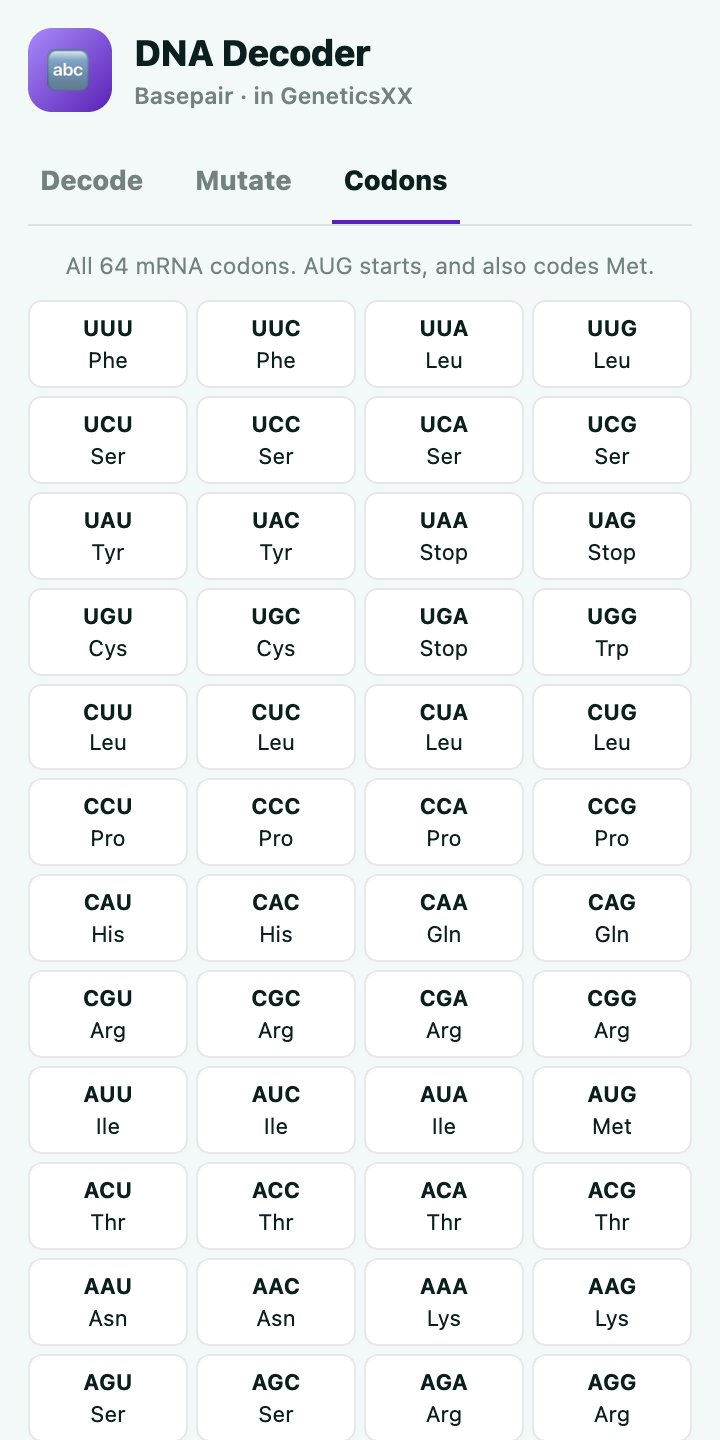 abc
DNA Decoder
Basepair · in GeneticsXX
Decode Mutate Codons
All 64 mRNA codons. AUG starts, and also codes Met.
UUU UUC UUA UUG
Phe Phe Leu Leu
UCU UCC UCA UCG
Ser Ser Ser Ser
UAU UAC UAA UAG
Tyr Tyr Stop Stop
UGU UGC UGA UGG
Cys Cys Stop Trp
CUU CUC CUA CUG
Leu Leu Leu Leu
CCU CCC CCA CCG
Pro Pro Pro Pro
CAU CAC CAA CAG
His His Gln Gln
CGU CGC CGA CGG
Arg Arg Arg Arg
AUU AUC AUA AUG
Ile Ile Ile Met
ACU ACC ACA ACG
Thr Thr Thr Thr
AAU AAC AAA AAG
Asn Asn Lys Lys
AGU AGC AGA AGG
Ser Ser Arg Arg